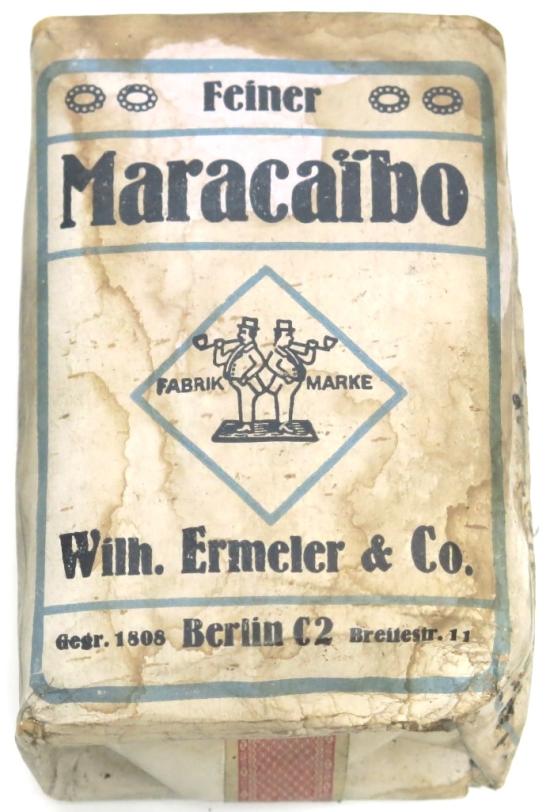 Feiner
Maracaïbo
FABRIK MARKE
Wilh. Ermeler & Co.
Gegr. 1808 Berlin C2 Breitestr. 11